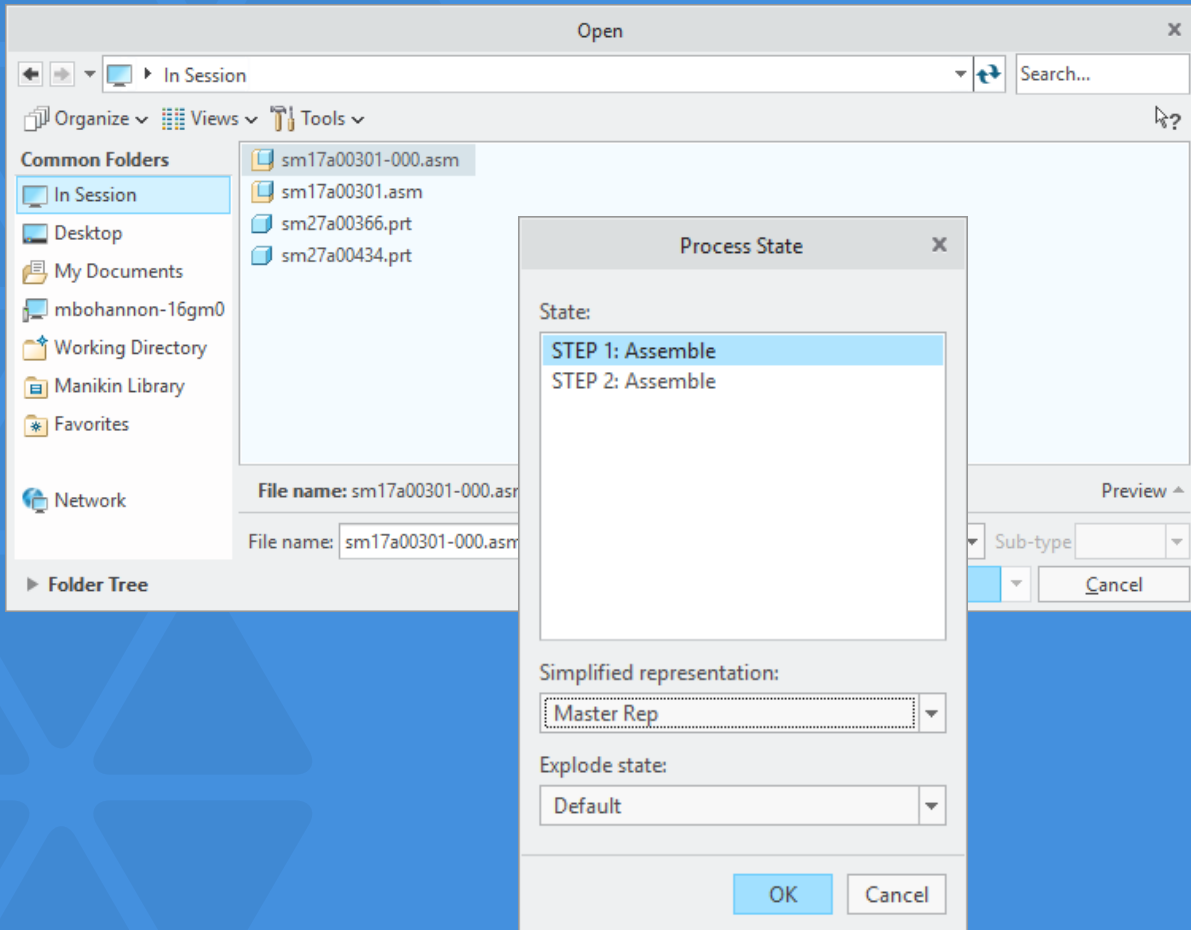 Open
In Session
Search...
Organize Views Tools
?
Common Folders
In Session
Desktop
My Documents
mbohannon-16gm0
Working Directory
Manikin Library
Favorites
Network
Folder Tree
sm17a00301-000.asm
sm17a00301.asm
sm27a00366.prt
sm27a00434.prt
File name: sm17a00301-000.asm
Preview
File name: sm17a00301-000.asm
Sub-type
Cancel
Process State
State:
STEP 1: Assemble
STEP 2: Assemble
Simplified representation:
Master Rep
Explode state:
Default
OK Cancel